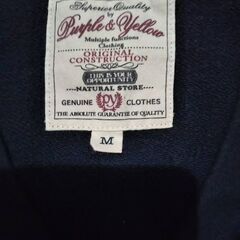 Superior Quality
by
Purple & Yellow
Multiple functions
Clothing
ORIGINAL
CONSTRUCTION
THIS IS YOUR
OPPORTUNITY
NATURAL STORE
GENUINE py CLOTHES
THE ABSOLUTE GUARANTEE OF QUALITY
M